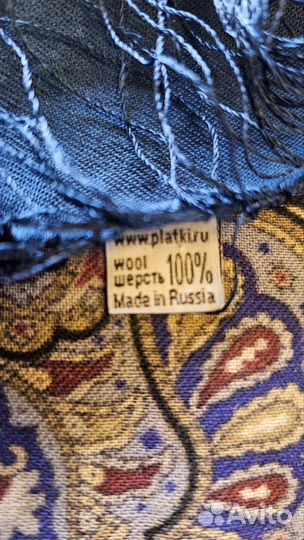 www.platki.ru
wool
шерсть 100%
Made in Russia
Avito